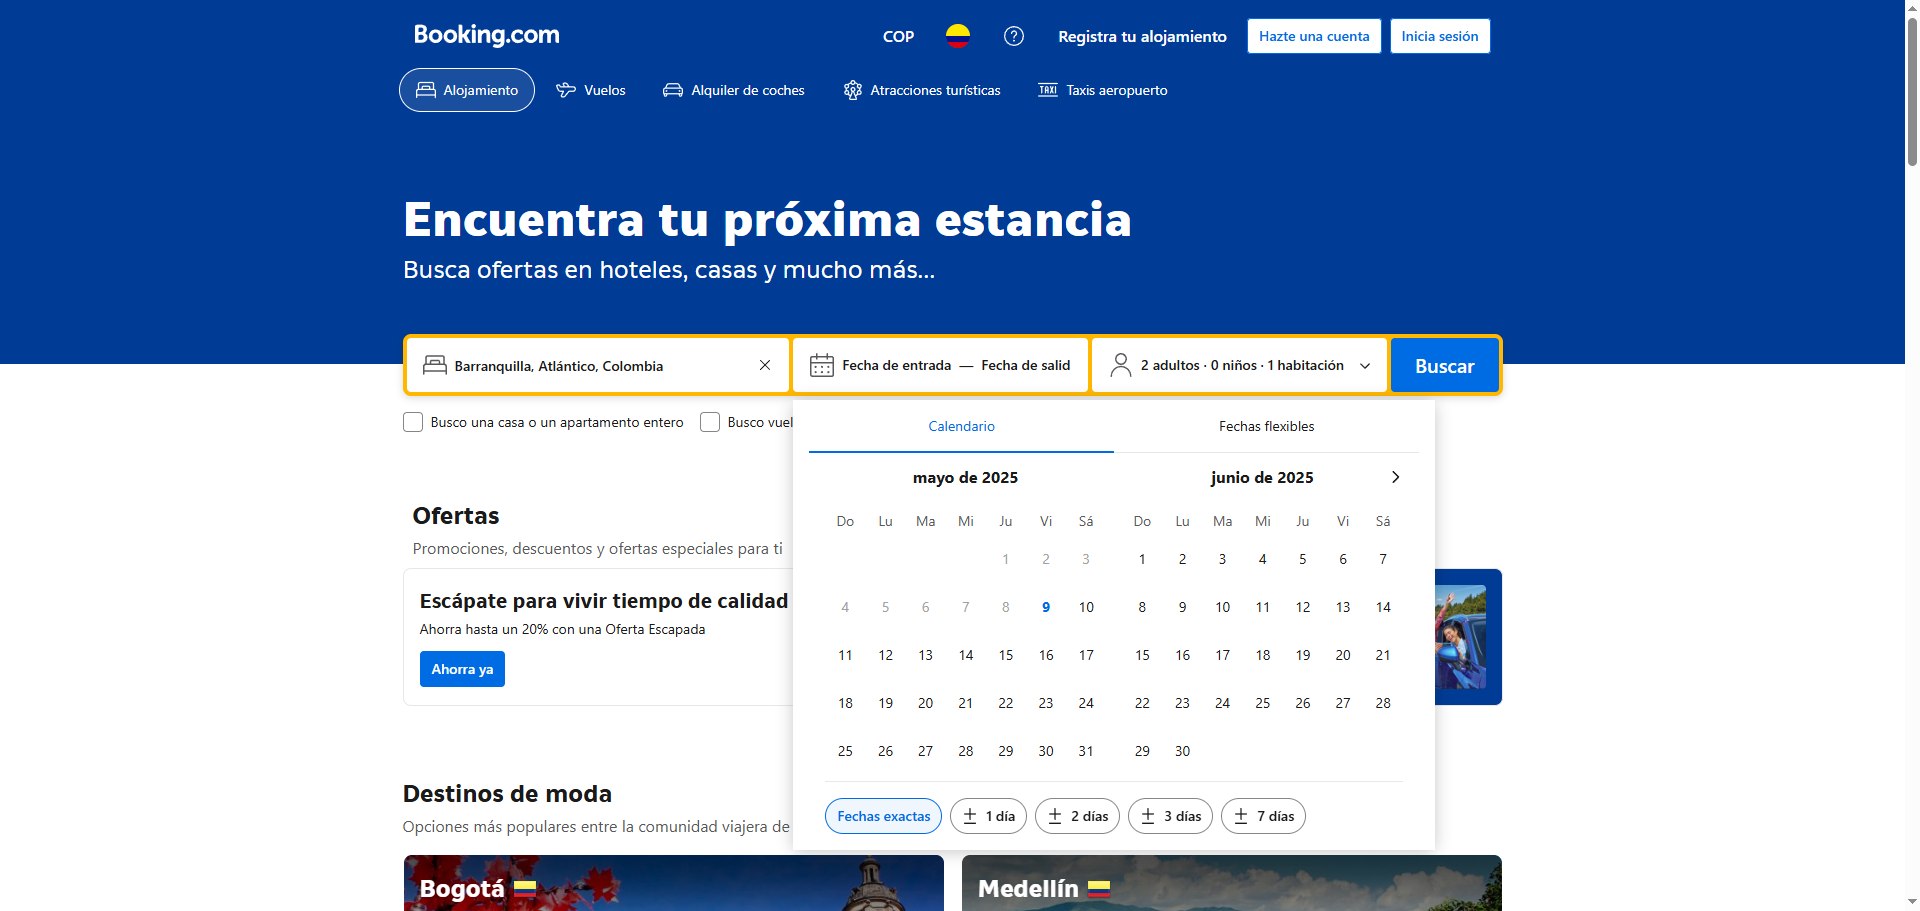 Booking.com
COP
Registra tu alojamiento
Hazte una cuenta
Inicia sesión
Alojamiento
Vuelos
Alquiler de coches
Atracciones turísticas
TAXI Taxis aeropuerto
Encuentra tu próxima estancia
Busca ofertas en hoteles, casas y mucho más...
Barranquilla, Atlántico, Colombia
Fecha de entrada — Fecha de salid
2 adultos · 0 niños · 1 habitación
Buscar
Busco una casa o un apartamento entero
Busco vuel
Calendario
Fechas flexibles
mayo de 2025
Do Lu Ma Mi Ju Vi Sá
1 2 3
4 5 6 7 8 9 10
11 12 13 14 15 16 17
18 19 20 21 22 23 24
25 26 27 28 29 30 31
junio de 2025
Do Lu Ma Mi Ju Vi Sá
1 2 3 4 5 6 7
8 9 10 11 12 13 14
15 16 17 18 19 20 21
22 23 24 25 26 27 28
29 30
Fechas exactas
± 1 día
± 2 días
± 3 días
± 7 días
Ofertas
Promociones, descuentos y ofertas especiales para ti
Escápate para vivir tiempo de calidad
Ahorra hasta un 20% con una Oferta Escapada
Ahorra ya
Destinos de moda
Opciones más populares entre la comunidad viajera de
Bogotá
Medellín